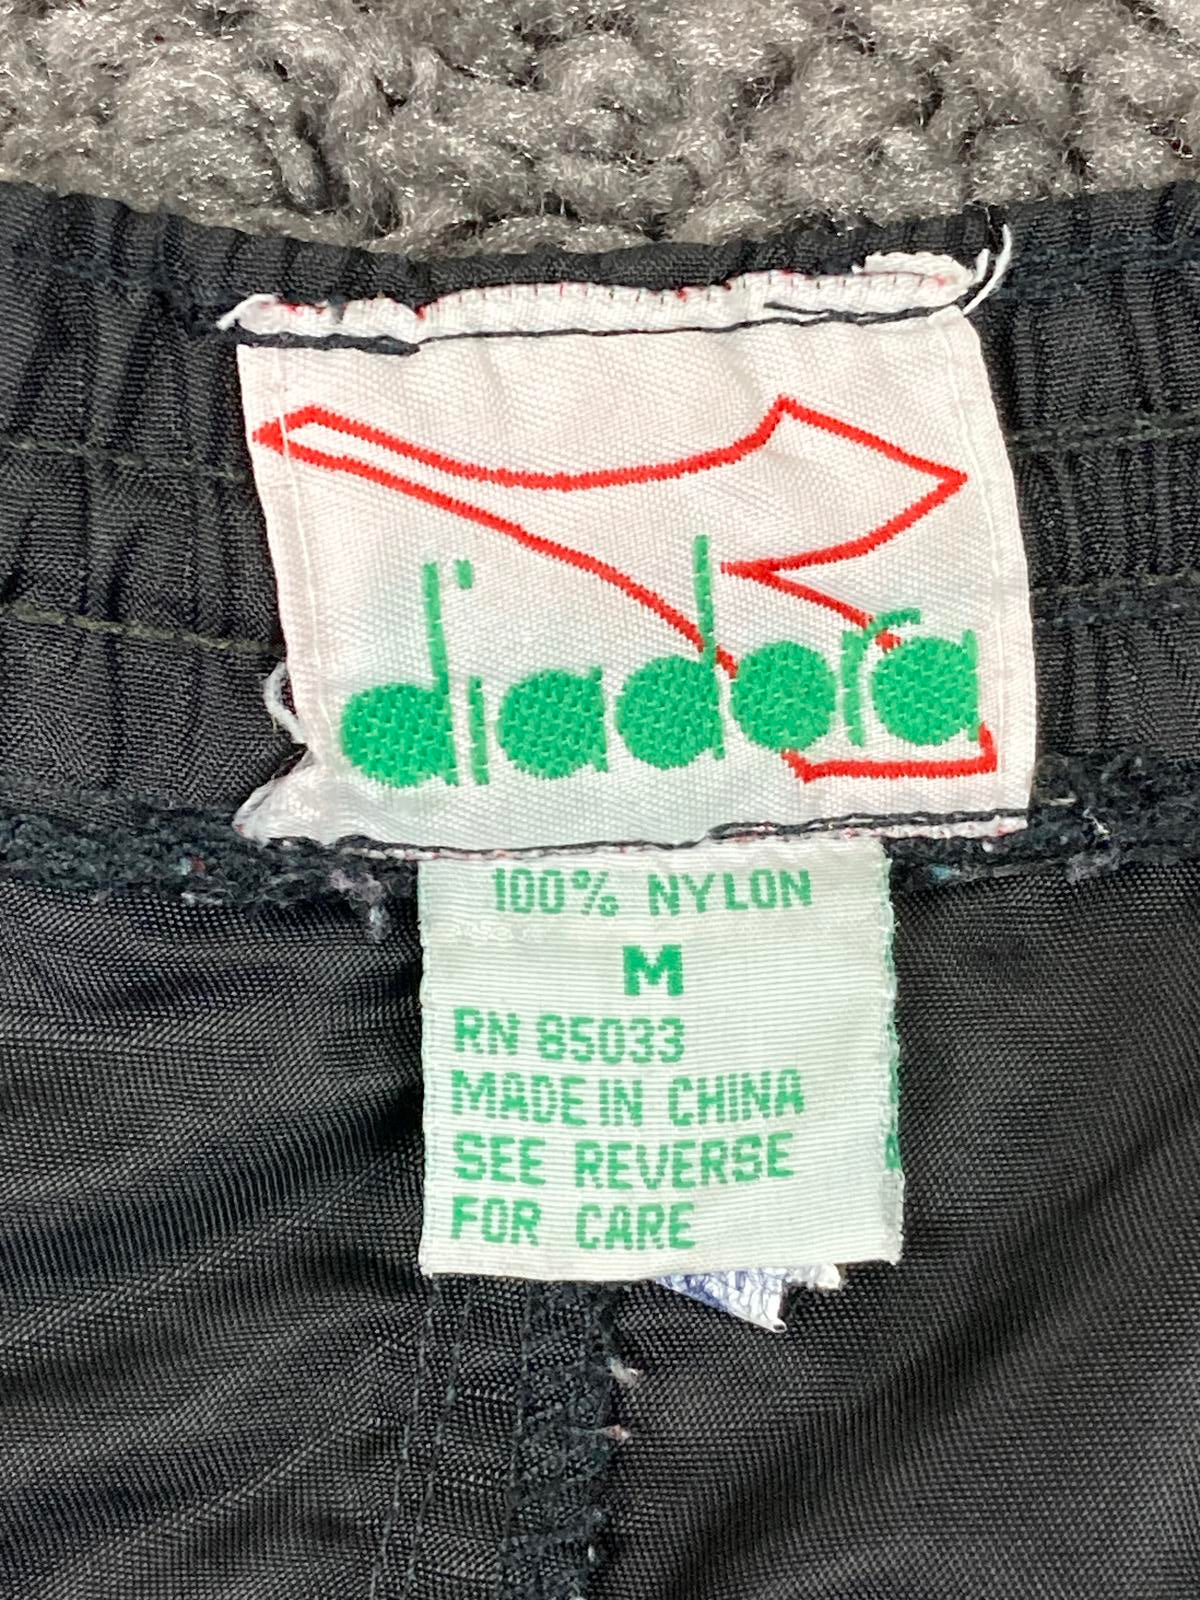 diadora
100% NYLON
M
RN 85033
MADE IN CHINA
SEE REVERSE
FOR CARE